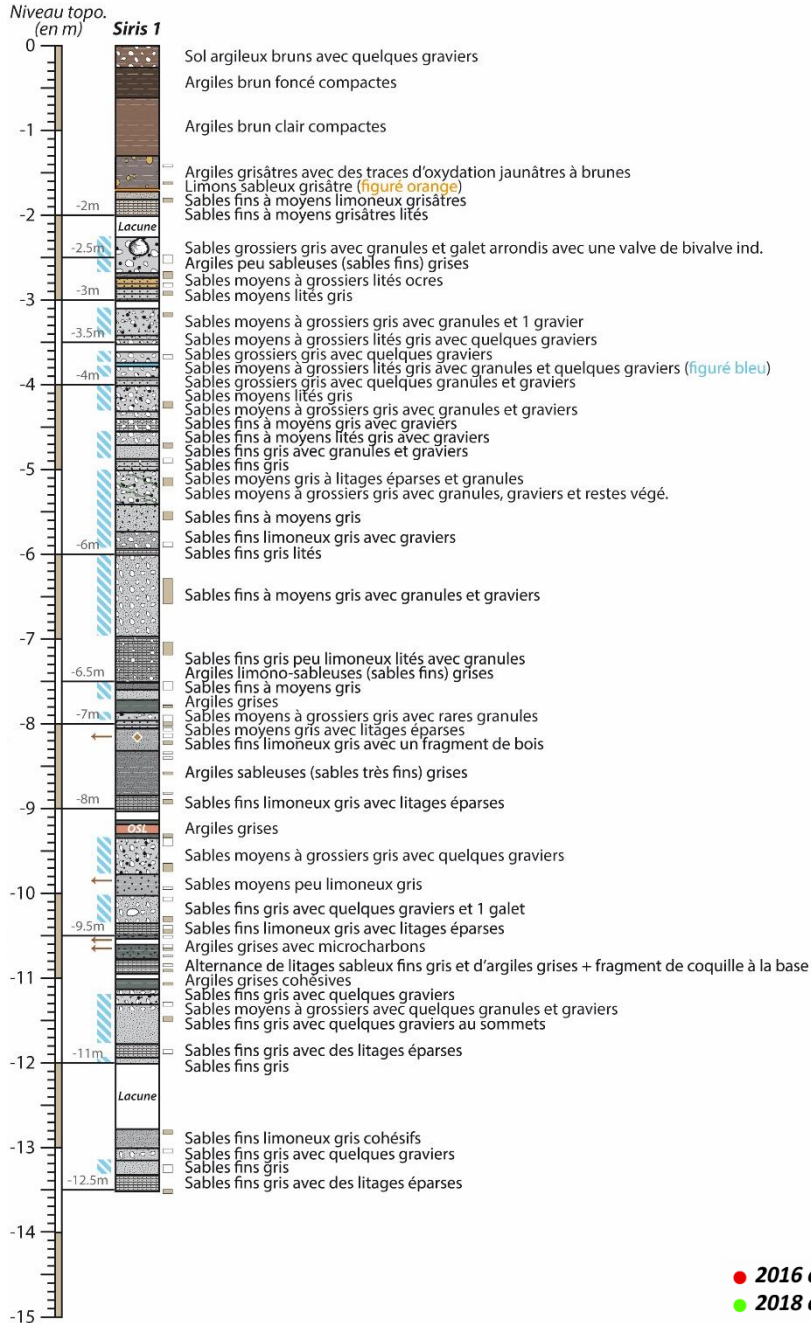 Niveau topo.
(en m)
Siris 1
0
Sol argileux bruns avec quelques graviers
Argiles brun foncé compactes
-1
Argiles brun clair compactes
Argiles grisâtres avec des traces d'oxydation jaunâtres à brunes
Limons sableux grisâtre (figuré orange)
Sables fins à moyens limoneux grisâtres
-2m
-2
Sables fins à moyens grisâtres lités
Lacune
Sables grossiers gris avec granules et galet arrondis avec une valve de bivalve ind.
-2.5m
Argiles peu sableuses (sables fins) grises
Sables moyens à grossiers lités ocres
-3m
Sables moyens lités gris
-3
Sables moyens à grossiers gris avec granules et 1 gravier
-3.5m
Sables moyens à grossiers lités gris avec quelques graviers
Sables grossiers gris avec quelques graviers
Sables moyens à grossiers lités gris avec granules et quelques graviers (figuré bleu)
-4m
Sables grossiers gris avec quelques granules et graviers
-4
Sables moyens lités gris
Sables moyens à grossiers gris avec granules et graviers
Sables fins à moyens gris avec graviers
Sables fins à moyens lités gris avec graviers
Sables fins gris avec granules et graviers
Sables fins gris
-5
Sables moyens gris à litages éparses et granules
Sables moyens à grossiers gris avec granules, graviers et restes végé.
Sables fins à moyens gris
Sables fins limoneux gris avec graviers
-6m
Sables fins gris lités
-6
Sables fins à moyens gris avec granules et graviers
-7
Sables fins gris peu limoneux lités avec granules
-6.5m
Argiles limono-sableuses (sables fins) grises
Sables fins à moyens gris
Argiles grises
-7m
Sables moyens à grossiers gris avec rares granules
-8
Sables moyens gris avec litages éparses
Sables fins limoneux gris avec un fragment de bois
Argiles sableuses (sables très fins) grises
-8m
Sables fins limoneux gris avec litages éparses
-9
OSL
Argiles grises
Sables moyens à grossiers gris avec quelques graviers
Sables moyens peu limoneux gris
-10
Sables fins gris avec quelques graviers et 1 galet
-9.5m
Sables fins limoneux gris avec litages éparses
Argiles grises avec microcharbons
Alternance de litages sableux fins gris et d'argiles grises + fragment de coquille à la base
-11
Argiles grises cohésives
Sables fins gris avec quelques graviers
Sables moyens à grossiers avec quelques granules et graviers
Sables fins gris avec quelques graviers au sommets
-11m
Sables fins gris avec des litages éparses
-12
Sables fins gris
Lacune
Sables fins limoneux gris cohésifs
-13
Sables fins gris avec quelques graviers
Sables fins gris
-12.5m
Sables fins gris avec des litages éparses
-14
2016
2018
-15